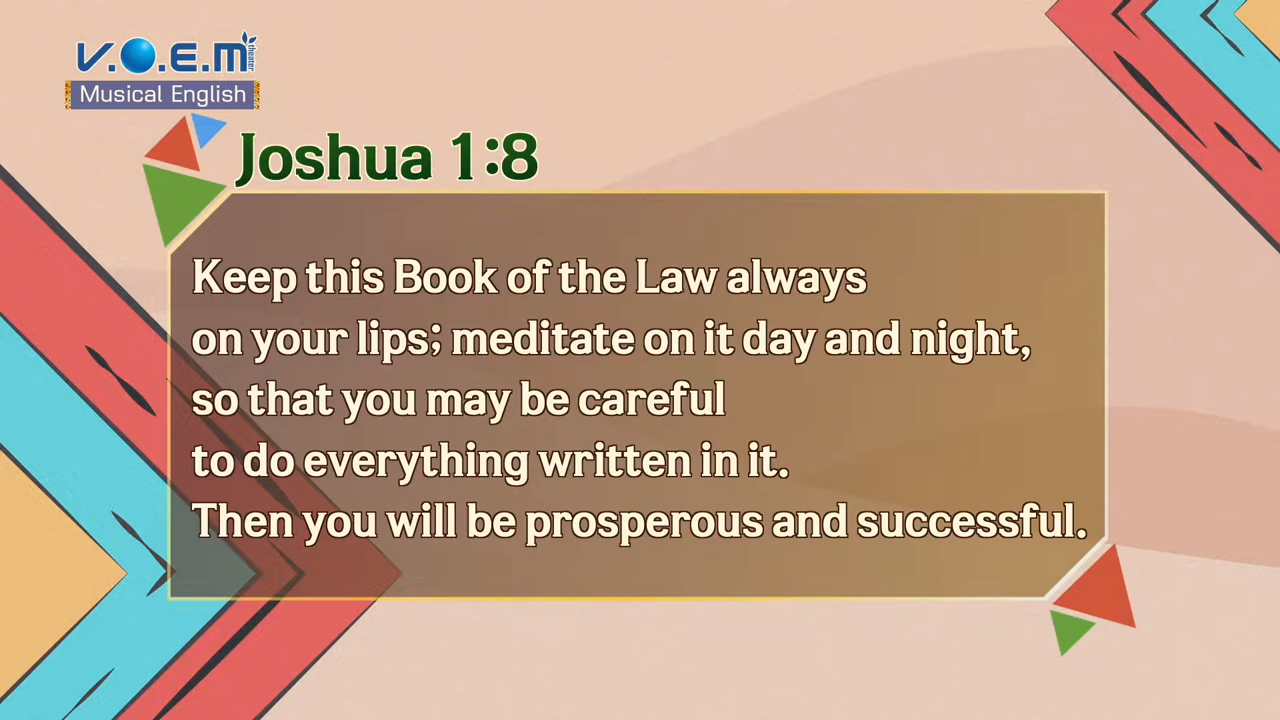 V.O.E.M theater
Musical English
Joshua 1:8
Keep this Book of the Law always
on your lips; meditate on it day and night,
so that you may be careful
to do everything written in it.
Then you will be prosperous and successful.